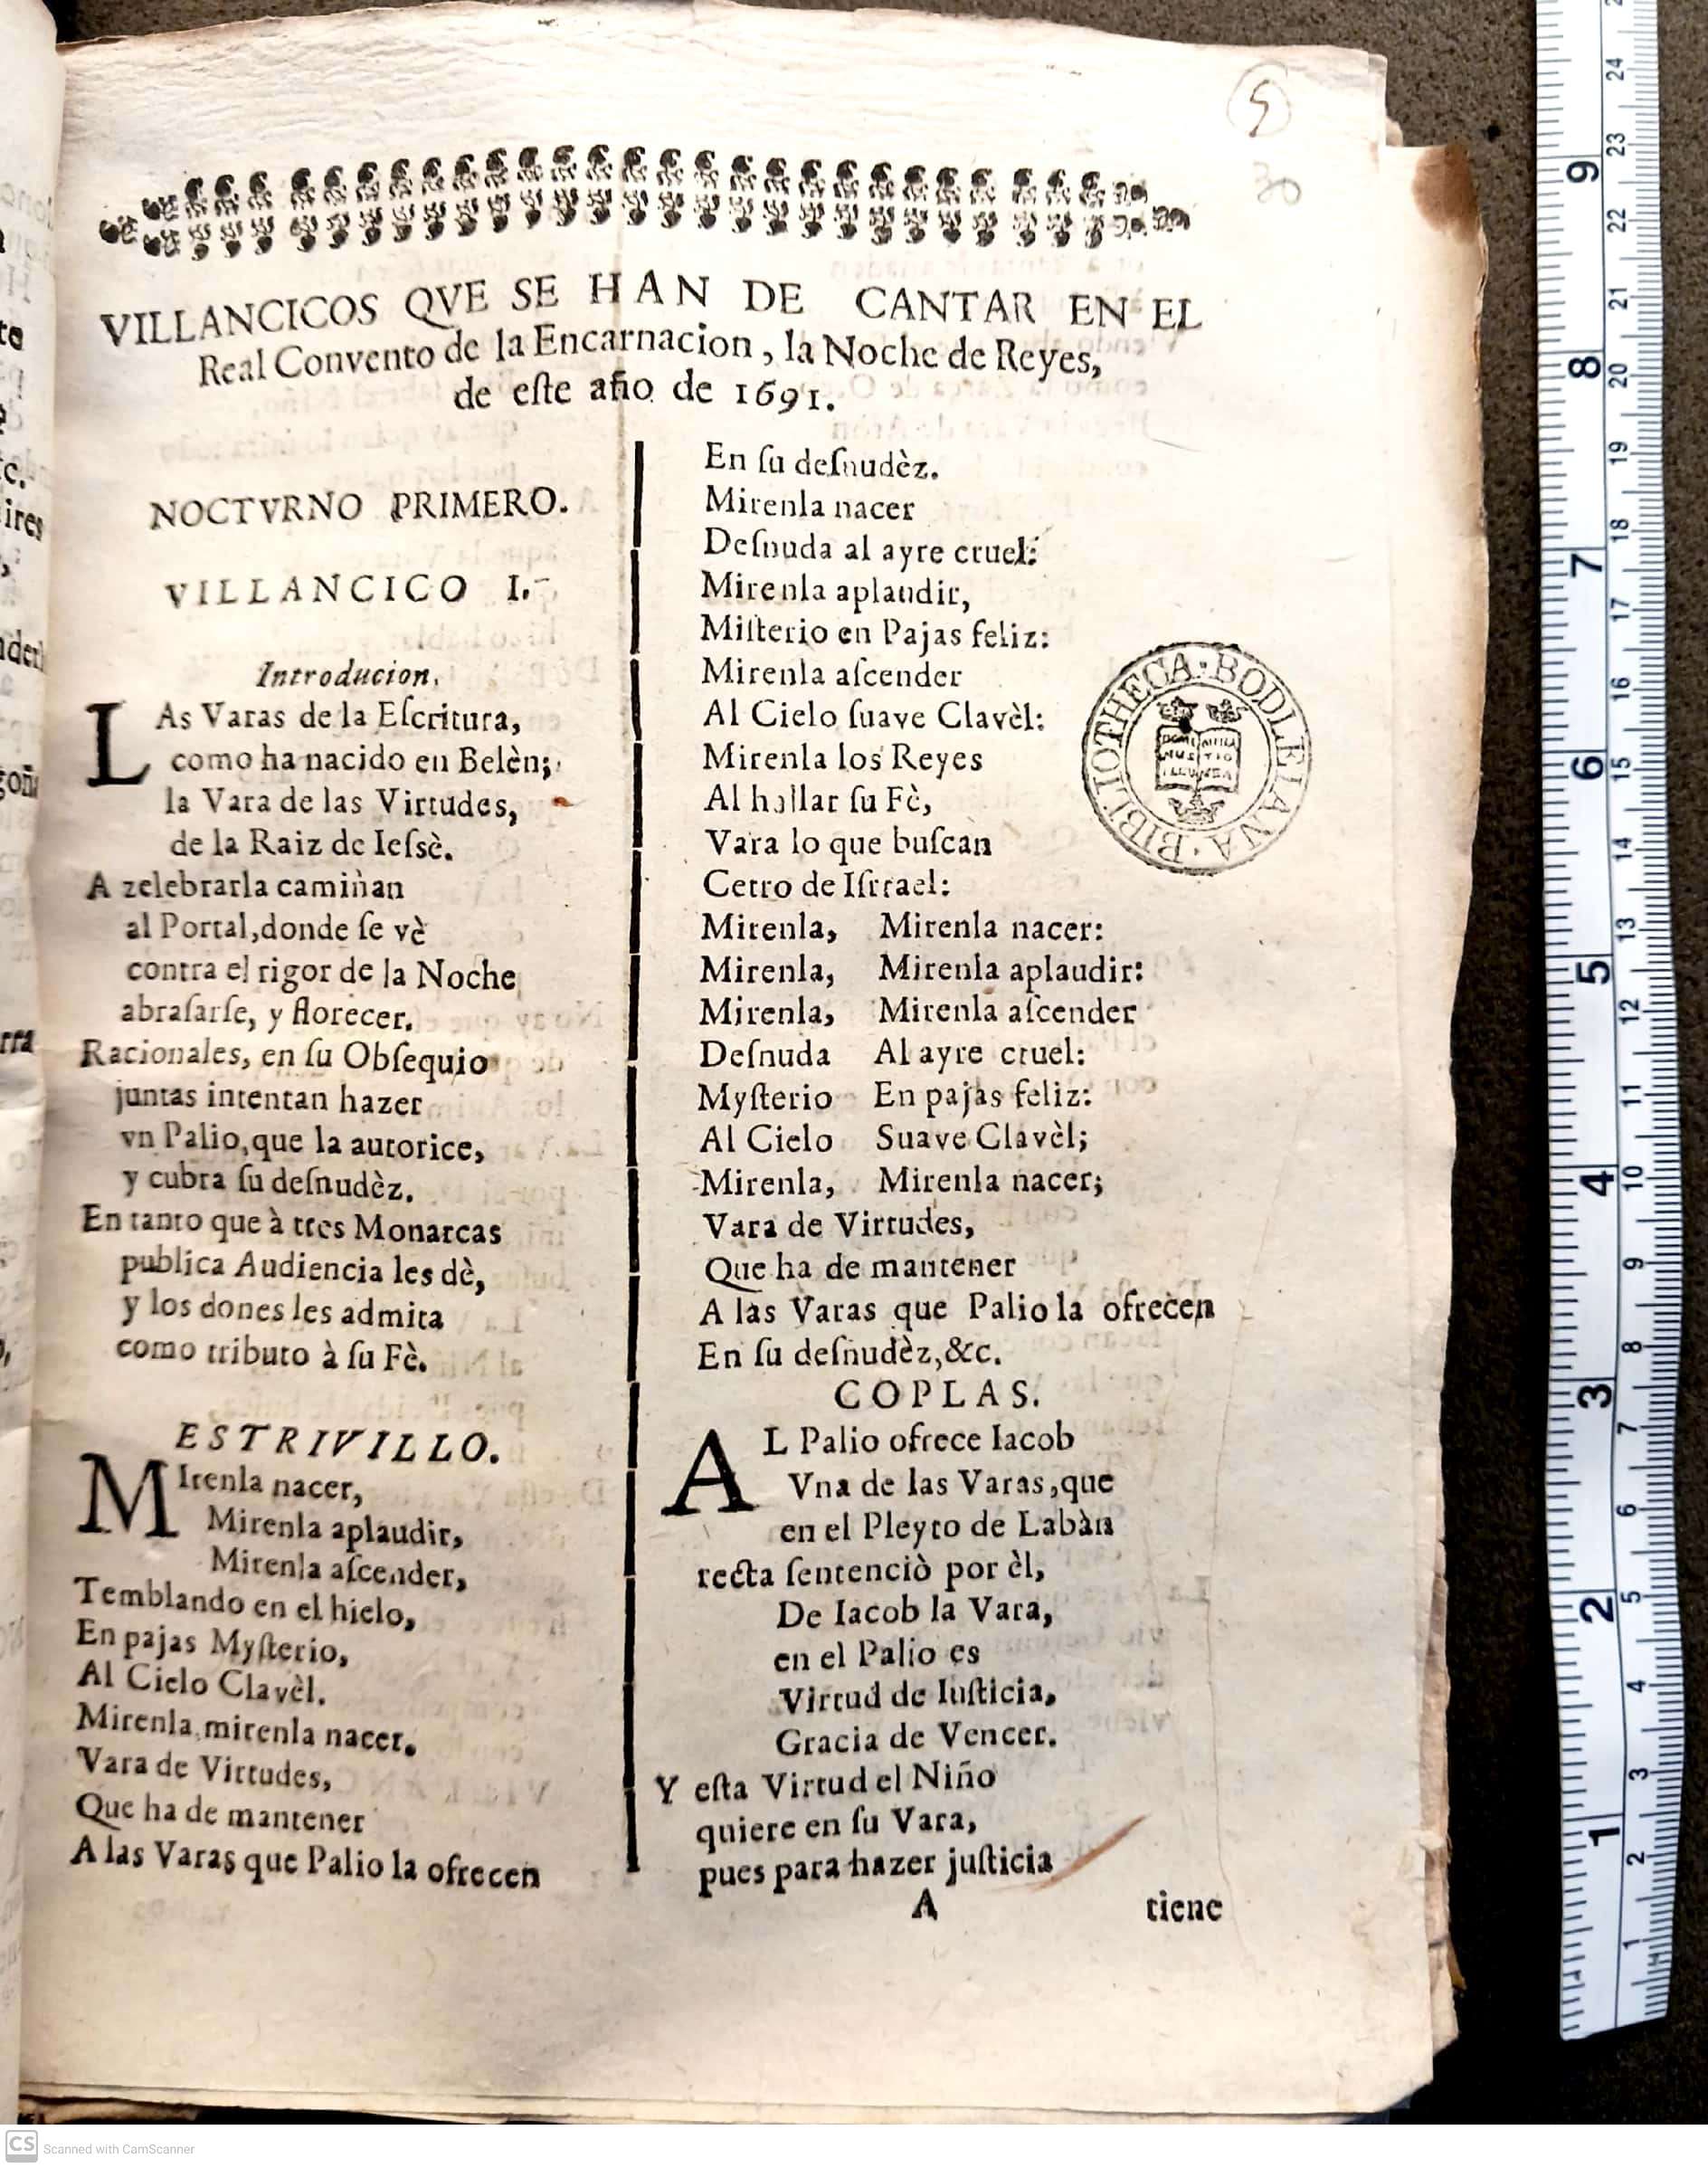 5
30
VILLANCICOS QVE SE HAN DE CANTAR EN EL
Real Convento de la Encarnacion, la Noche de Reyes,
de eſte año de 1691.
NOCTVRNO PRIMERO.
VILLANCICO I.
Introducion.
LAs Varas de la Eſcritura,
como ha nacido en Belèn;
la Vara de las Virtudes,
de la Raiz de Ieſsè.
A zelebrarla camiñan
al Portal, donde ſe vè
contra el rigor de la Noche
abraſarſe, y florecer.
Racionales, en ſu Obſequio
juntas intentan hazer
vn Palio, que la autorice,
y cubra ſu deſnudèz.
En tanto que à tres Monarcas
publica Audiencia les dè,
y los dones les admita
como tributo à ſu Fè.
ESTRIVILLO.
MIrenla nacer,
Mirenla aplaudir,
Mirenla aſcender,
Temblando en el hielo,
En pajas Myſterio,
Al Cielo Clavèl.
Mirenla, mirenla nacer.
Vara de Virtudes,
Que ha de mantener
A las Varas que Palio la ofrecen
En ſu deſnudèz.
Mirenla nacer
Deſnuda al ayre cruel:
Mirenla aplaudir,
Miſterio en Pajas feliz:
Mirenla aſcender
Al Cielo ſuave Clavèl:
Mirenla los Reyes
Al hallar ſu Fè,
Vara lo que buſcan
Cetro de Iſrrael:
Mirenla, Mirenla nacer:
Mirenla, Mirenla aplaudir:
Mirenla, Mirenla aſcender
Deſnuda Al ayre cruel:
Myſterio En pajas feliz:
Al Cielo Suave Clavèl;
Mirenla, Mirenla nacer;
Vara de Virtudes,
Que ha de mantener
A las Varas que Palio la ofrecen
En ſu deſnudèz, &c.
COPLAS.
AL Palio ofrece Iacob
Vna de las Varas, que
en el Pleyto de Labàn
recta ſentenciò por èl,
De Iacob la Vara,
en el Palio es
Virtud de Iuſticia,
Gracia de Vencer.
Y eſta Virtud el Niño
quiere en ſu Vara,
pues para hazer juſticia
A tiene
BIBLIOTHECA BODLEIANA
CS Scanned with CamScanner